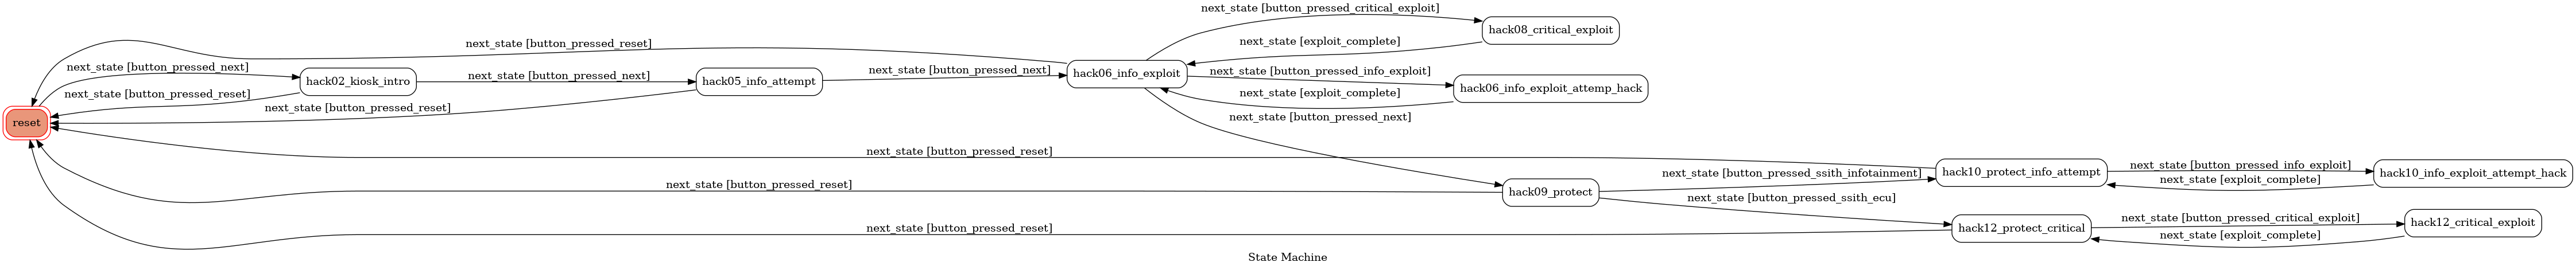 next_state [button_pressed_critical_exploit]
hack08_critical_exploit
next_state [button_pressed_reset]
next_state [exploit_complete]
next_state [button_pressed_next]
hack02_kiosk_intro
next_state [button_pressed_next]
hack05_info_attempt
next_state [button_pressed_next]
hack06_info_exploit
next_state [button_pressed_info_exploit]
hack06_info_exploit_attemp_hack
next_state [button_pressed_reset]
next_state [exploit_complete]
next_state [button_pressed_reset]
reset
next_state [button_pressed_next]
next_state [button_pressed_reset]
next_state [button_pressed_ssith_infotainment]
hack10_protect_info_attempt
next_state [button_pressed_info_exploit]
hack10_info_exploit_attempt_hack
next_state [exploit_complete]
next_state [button_pressed_reset]
hack09_protect
next_state [button_pressed_ssith_ecu]
next_state [button_pressed_reset]
hack12_protect_critical
next_state [button_pressed_critical_exploit]
hack12_critical_exploit
next_state [exploit_complete]
State Machine